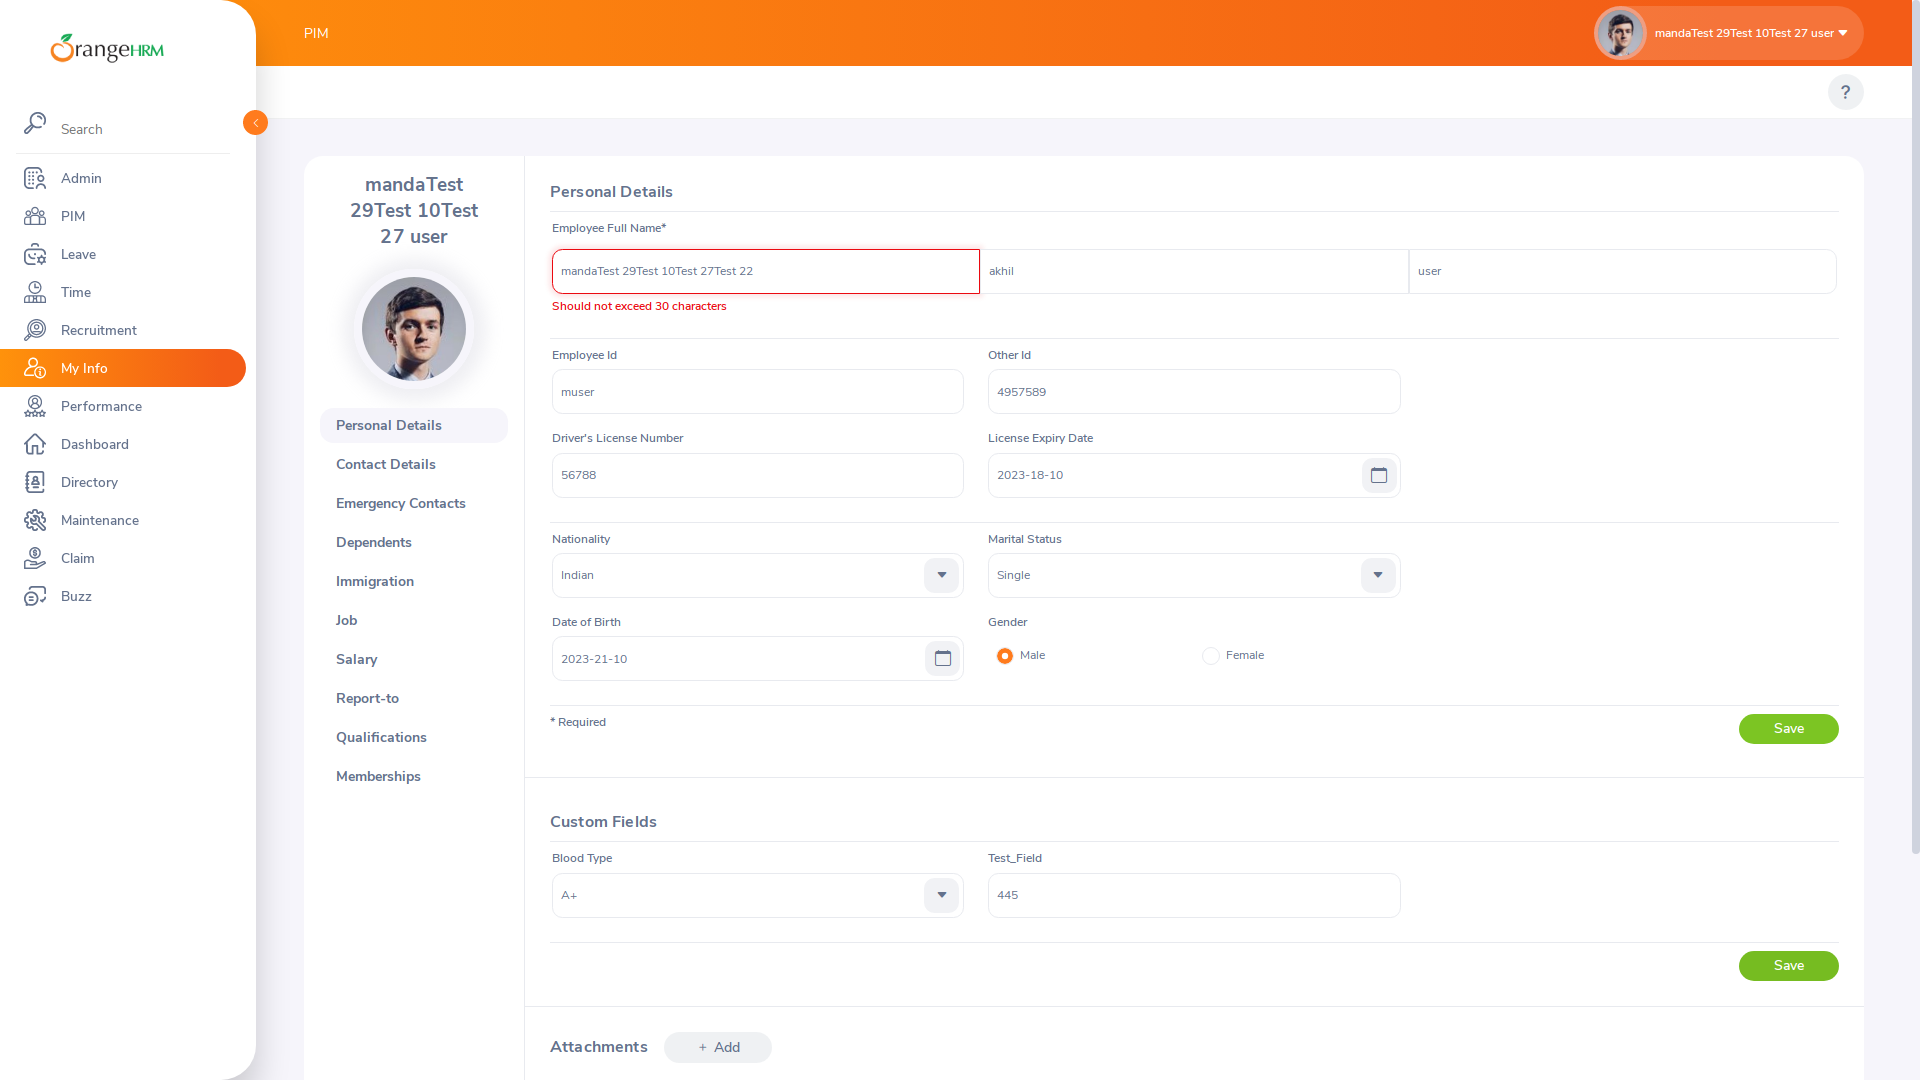 PIM
mandaTest 29Test 10Test 27 user
OrangeHRM
?
Search
Admin
PIM
Leave
Time
Recruitment
My Info
Performance
Dashboard
Directory
Maintenance
Claim
Buzz
mandaTest
29Test 10Test
27 user
Personal Details
Contact Details
Emergency Contacts
Dependents
Immigration
Job
Salary
Report-to
Qualifications
Memberships
Personal Details
Employee Full Name*
mandaTest 29Test 10Test 27Test 22 akhil user
Should not exceed 30 characters
Employee Id Other Id
muser 4957589
Driver's License Number License Expiry Date
56788 2023-18-10
Nationality Marital Status
Indian Single
Date of Birth Gender
2023-21-10 Male Female
* Required Save
Custom Fields
Blood Type Test_Field
A+ 445
Save
Attachments + Add